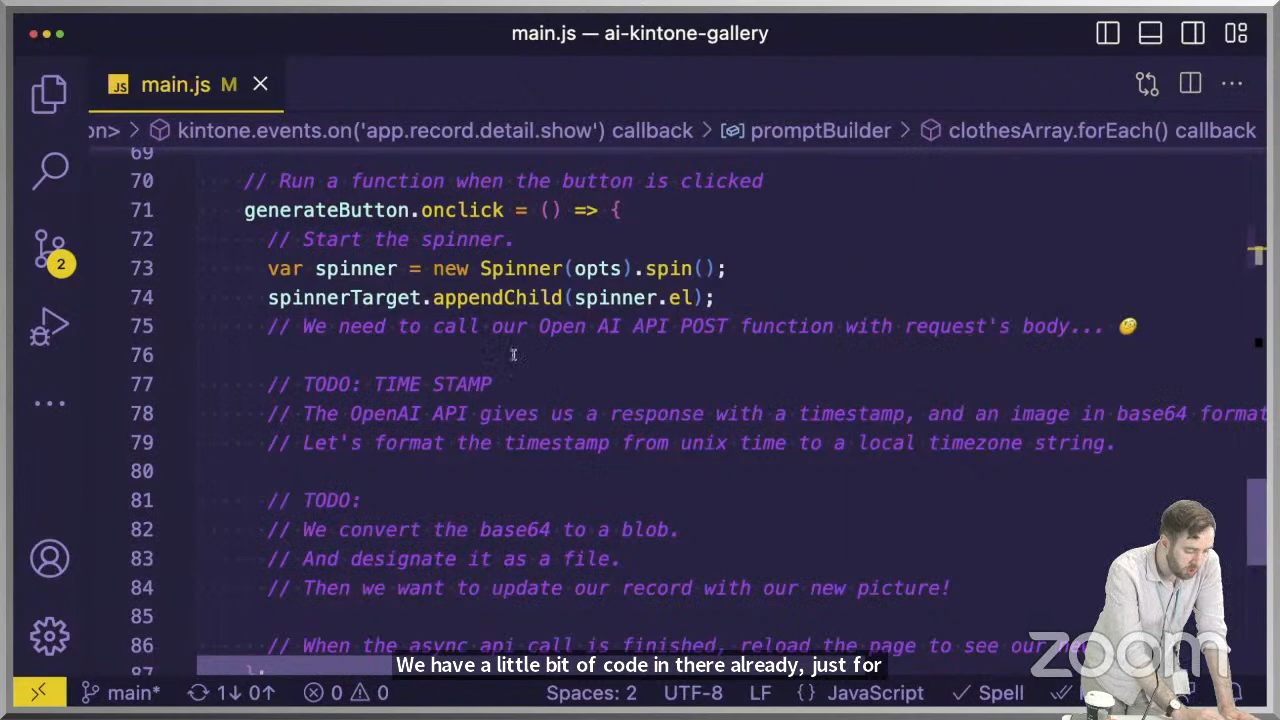 main.js — ai-kintone-gallery
JS main.js M
on> > kintone.events.on('app.record.detail.show') callback > promptBuilder > clothesArray.forEach() callback
69
70 // Run a function when the button is clicked
71 generateButton.onclick = () => {
72 // Start the spinner.
73 var spinner = new Spinner(opts).spin();
74 spinnerTarget.appendChild(spinner.el);
75 // We need to call our Open AI API POST function with request's body... 🤔
76
77 // TODO: TIME STAMP
78 // The OpenAI API gives us a response with a timestamp, and an image in base64 format
79 // Let's format the timestamp from unix time to a local timezone string.
80
81 // TODO:
82 // We convert the base64 to a blob.
83 // And designate it as a file.
84 // Then we want to update our record with our new picture!
85
86 // When the async api call is finished, reload the page to see our
87 };
We have a little bit of code in there already, just for
zoom
2
main* 1↓ 0↑ 0 0 Spaces: 2 UTF-8 LF {} JavaScript Spell